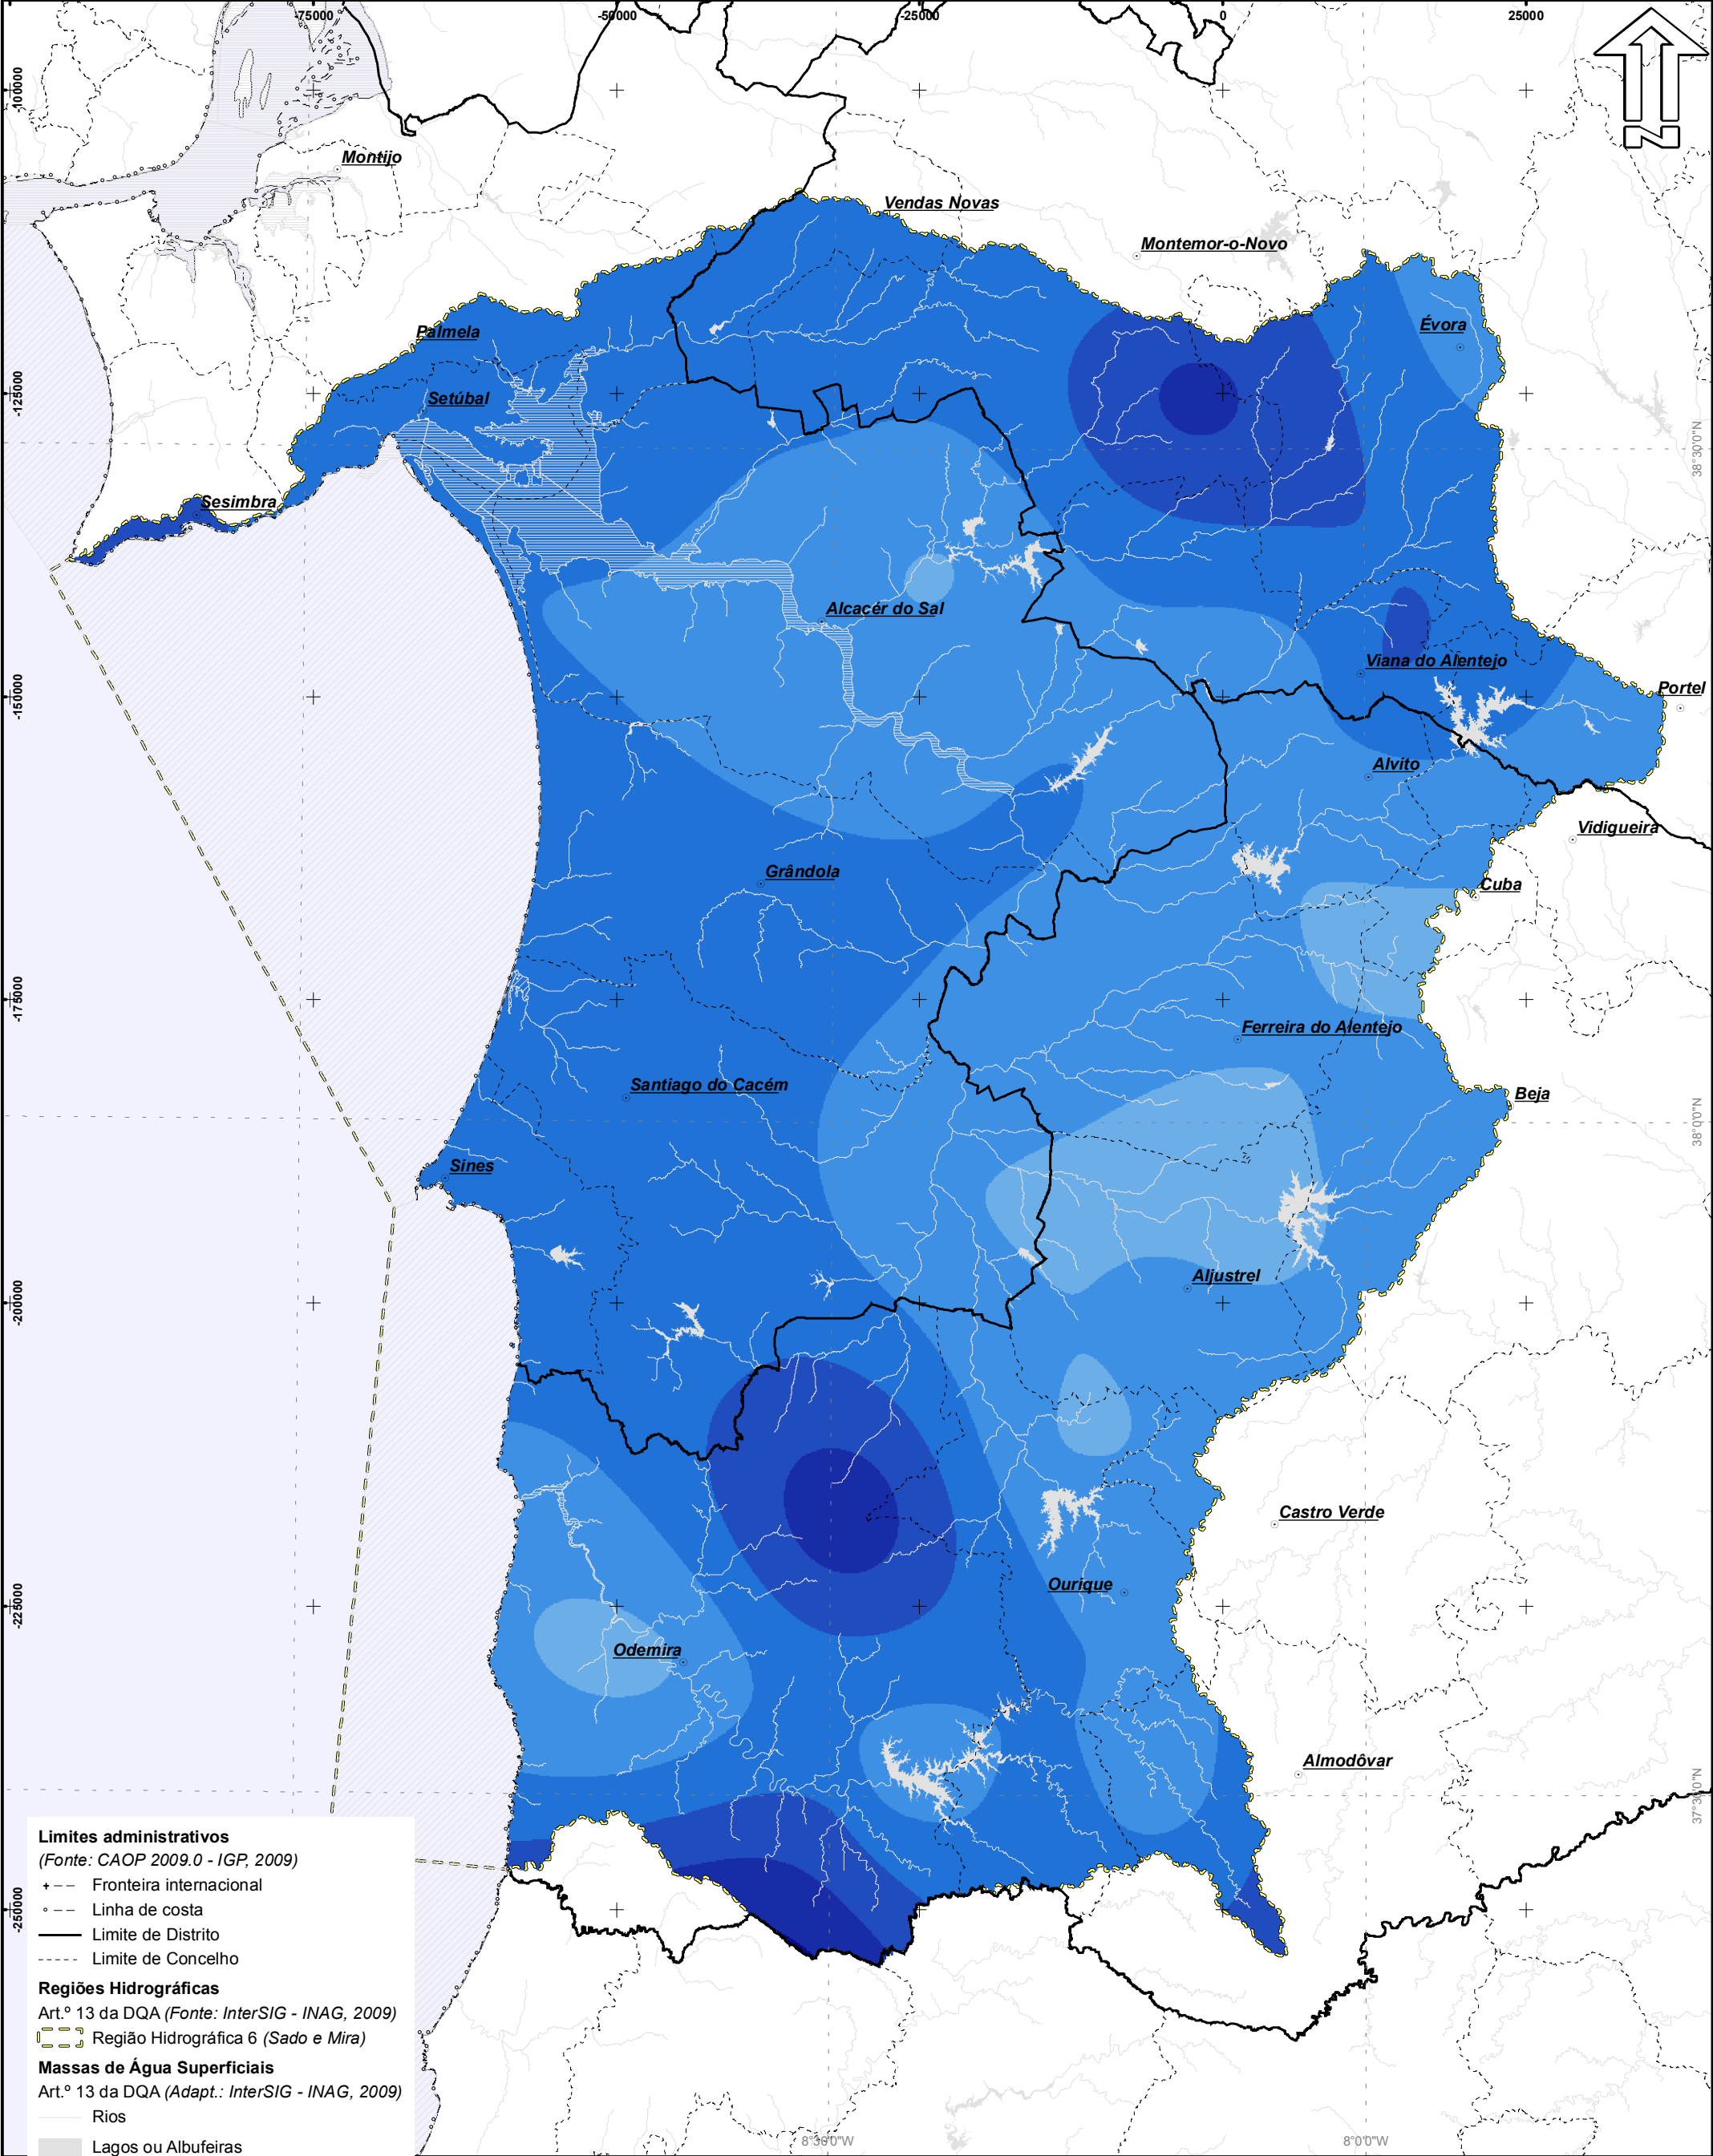 -75000
-50000
-25000
0
25000
N
-100000
Montijo
Vendas Novas
Montemor-o-Novo
Évora
Palmela
-125000
Setúbal
38°30'0"N
Sesimbra
Alcacér do Sal
Viana do Alentejo
Portel
-150000
Alvito
Vidigueira
Grândola
Cuba
-175000
Ferreira do Alentejo
Santiago do Cacém
Beja
38°0'0"N
Sines
Aljustrel
-200000
Castro Verde
Ourique
-225000
Odemira
Almodôvar
37°30'0"N
Limites administrativos
(Fonte: CAOP 2009.0 - IGP, 2009)
Fronteira internacional
Linha de costa
-250000
Limite de Distrito
Limite de Concelho
Regiões Hidrográficas
Art.º 13 da DQA (Fonte: InterSIG - INAG, 2009)
Região Hidrográfica 6 (Sado e Mira)
Massas de Água Superficiais
Art.º 13 da DQA (Adapt.: InterSIG - INAG, 2009)
Rios
Lagos ou Albufeiras
8°30'0"W
8°0'0"W